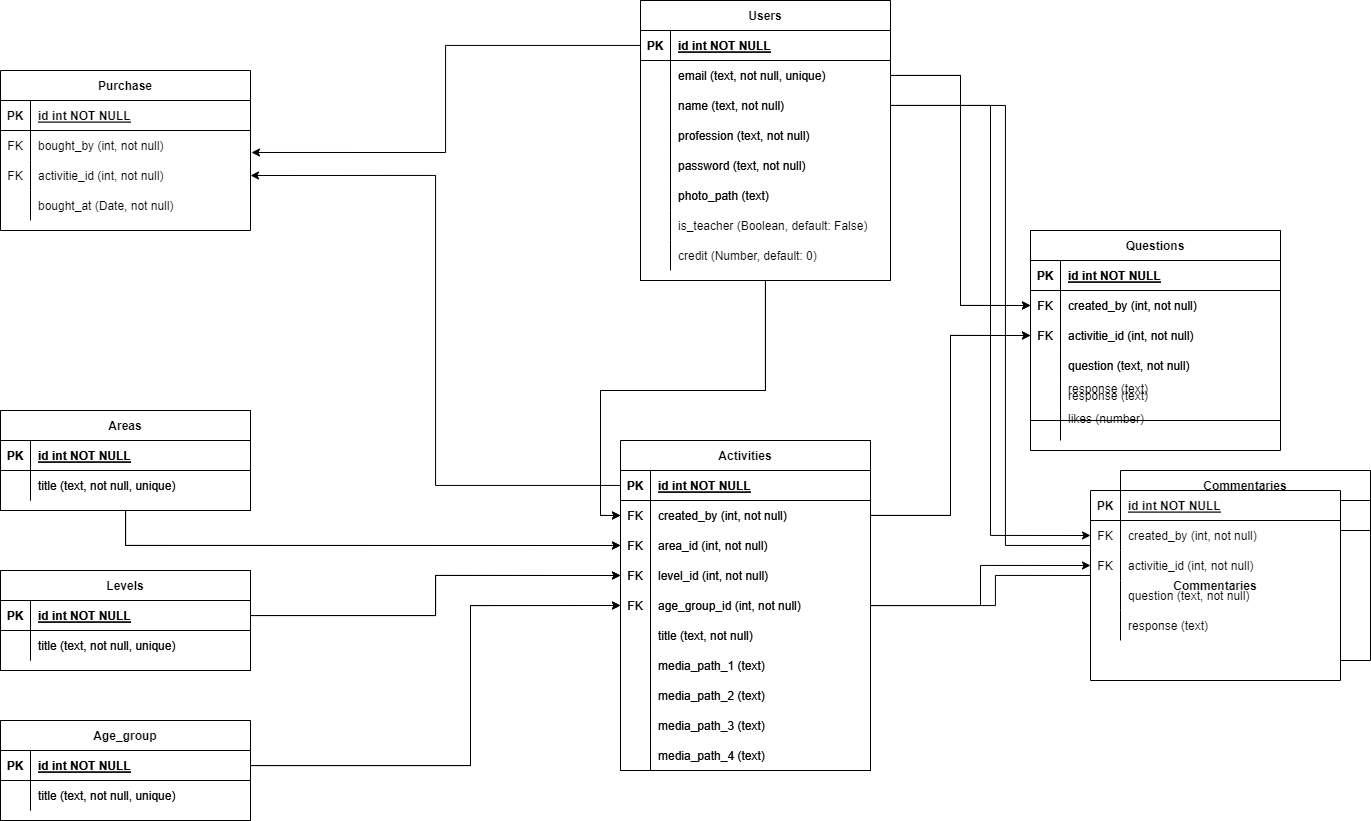 Users
PK id int NOT NULL
email (text, not null, unique)
name (text, not null)
profession (text, not null)
password (text, not null)
photo_path (text)
is_teacher (Boolean, default: False)
credit (Number, default: 0)
Purchase
PK id int NOT NULL
FK bought_by (int, not null)
FK activitie_id (int, not null)
bought_at (Date, not null)
Questions
PK id int NOT NULL
FK created_by (int, not null)
FK activitie_id (int, not null)
question (text, not null)
response (text)
response (text)
likes (number)
Areas
PK id int NOT NULL
title (text, not null, unique)
Activities
PK id int NOT NULL
FK created_by (int, not null)
FK area_id (int, not null)
FK level_id (int, not null)
FK age_group_id (int, not null)
title (text, not null)
media_path_1 (text)
media_path_2 (text)
media_path_3 (text)
media_path_4 (text)
Commentaries
PK id int NOT NULL
FK created_by (int, not null)
FK activitie_id (int, not null)
Commentaries
question (text, not null)
response (text)
Levels
PK id int NOT NULL
title (text, not null, unique)
Age_group
PK id int NOT NULL
title (text, not null, unique)